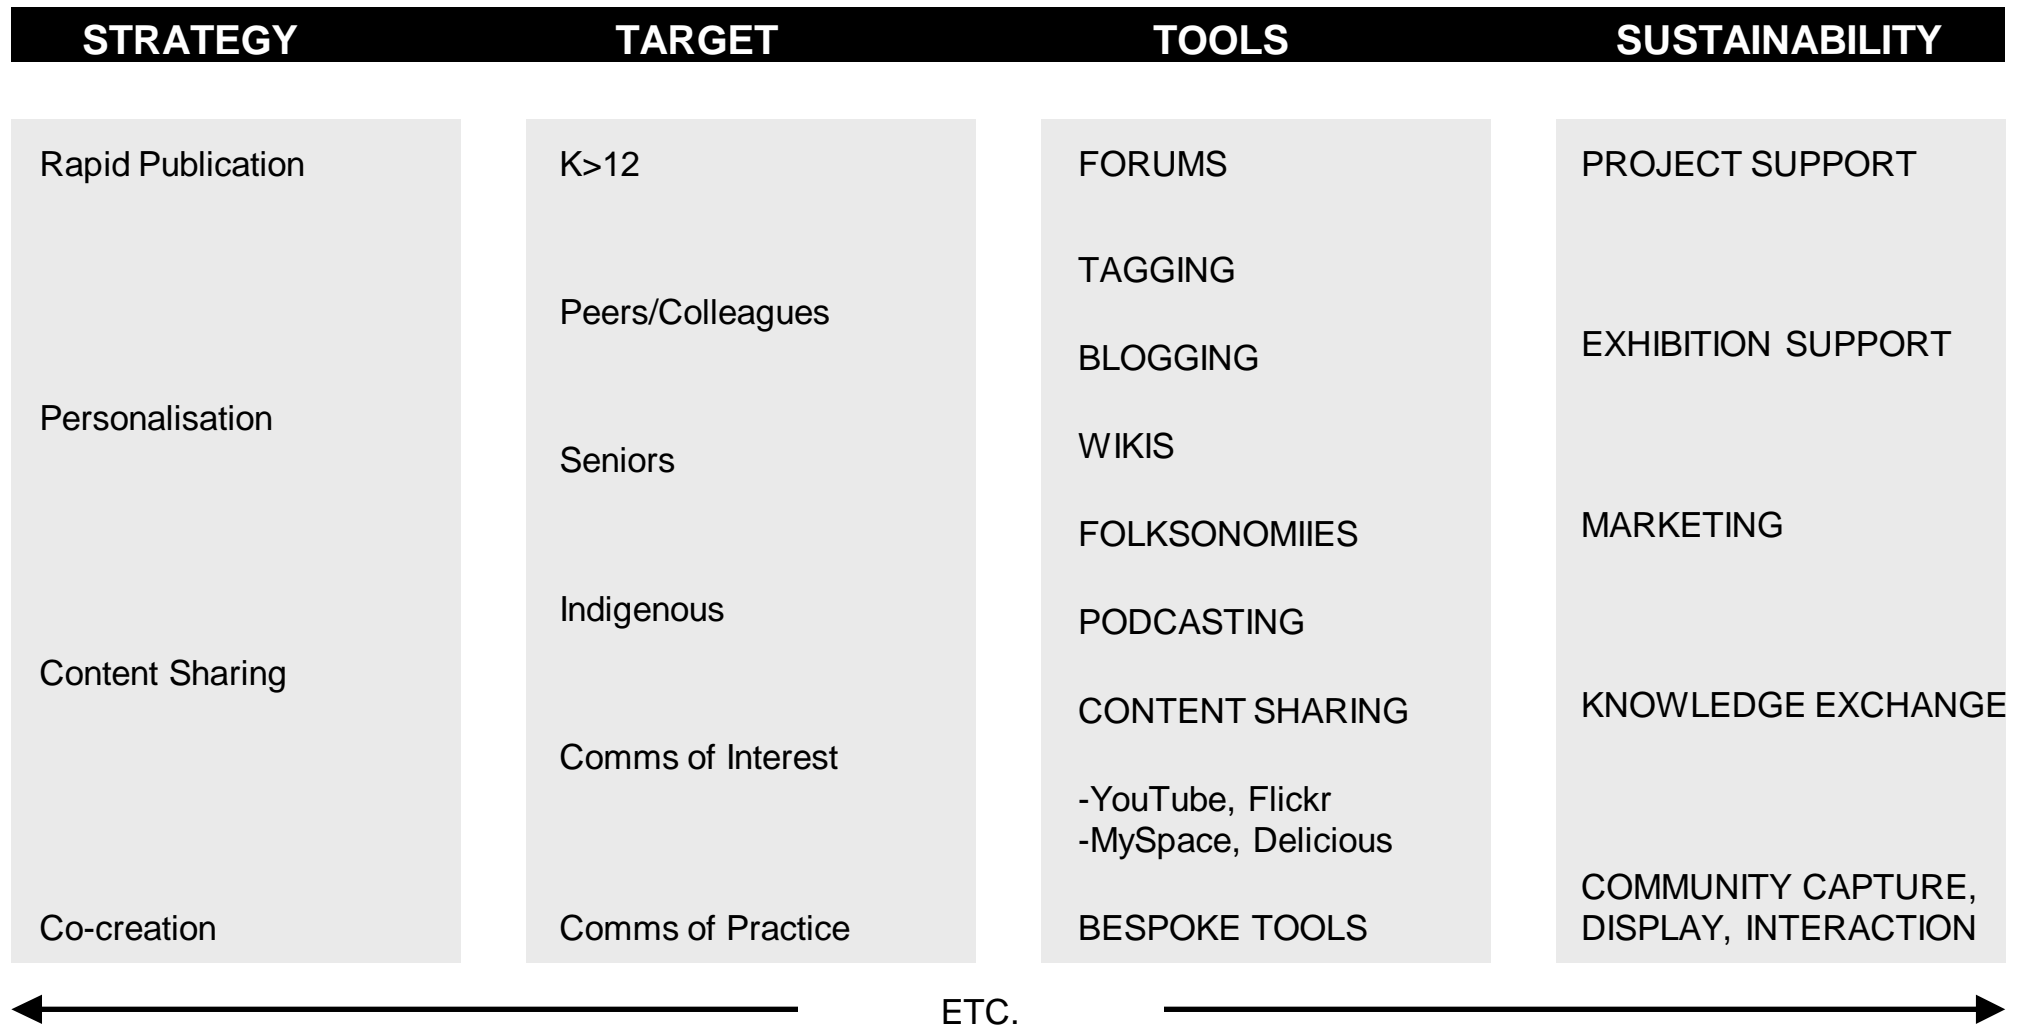 STRATEGY
TARGET
TOOLS
SUSTAINABILITY
Rapid Publication
Personalisation
Content Sharing
Co-creation
K>12
Peers/Colleagues
Seniors
Indigenous
Comms of Interest
Comms of Practice
FORUMS
TAGGING
BLOGGING
WIKIS
FOLKSONOMIIES
PODCASTING
CONTENT SHARING
-YouTube, Flickr
-MySpace, Delicious
BESPOKE TOOLS
PROJECT SUPPORT
EXHIBITION SUPPORT
MARKETING
KNOWLEDGE EXCHANGE
COMMUNITY CAPTURE,
DISPLAY, INTERACTION
ETC.